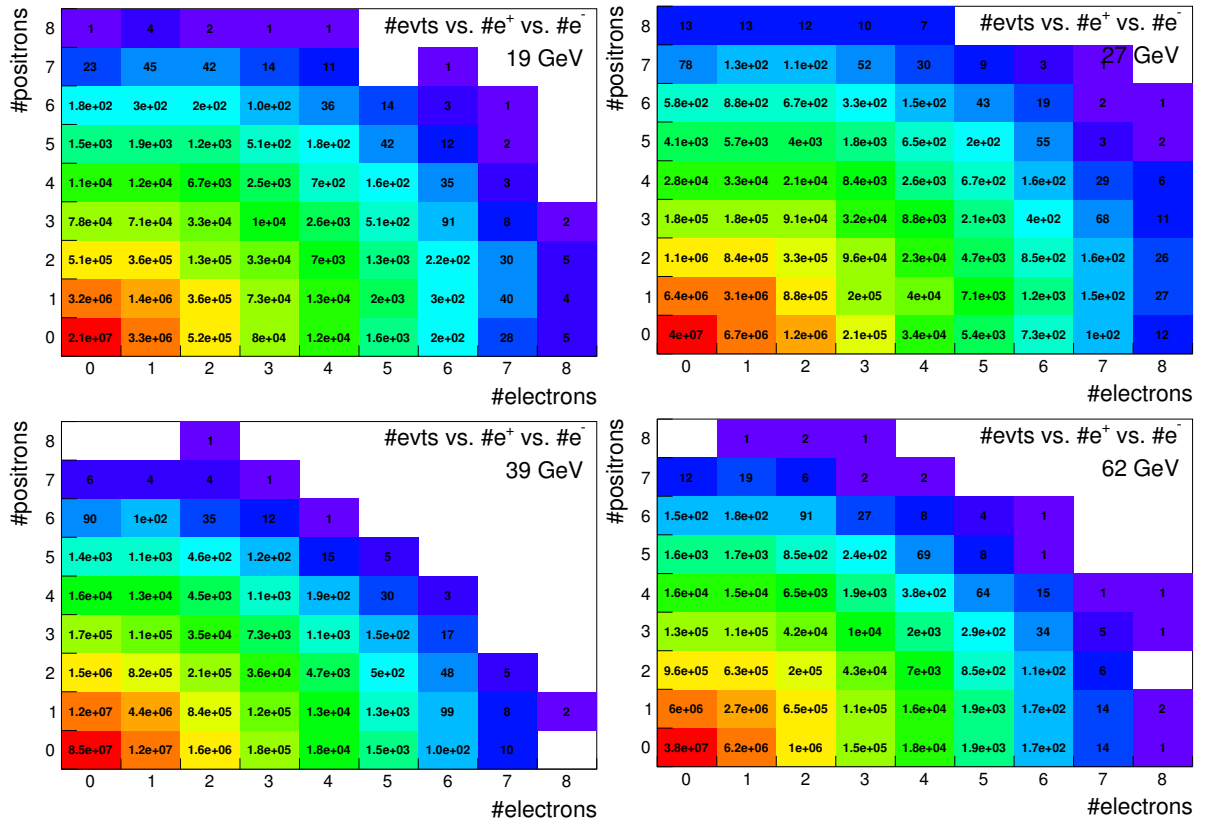 #evts vs. #e+ vs. #e-
19 GeV
#positrons
8 1 4 2 1 1
7 23 45 42 14 11 1
6 1.8e+02 3e+02 2e+02 1.0e+02 36 14 3 1
5 1.5e+03 1.9e+03 1.2e+03 5.1e+02 1.8e+02 42 12 2
4 1.1e+04 1.2e+04 6.7e+03 2.5e+03 7e+02 1.6e+02 35 3
3 7.8e+04 7.1e+04 3.3e+04 1e+04 2.6e+03 5.1e+02 91 8 2
2 5.1e+05 3.6e+05 1.3e+05 3.3e+04 7e+03 1.3e+03 2.2e+02 30 5
1 3.2e+06 1.4e+06 3.6e+05 7.3e+04 1.3e+04 2e+03 3e+02 40 4
0 2.1e+07 3.3e+06 5.2e+05 8e+04 1.2e+04 1.6e+03 2e+02 28 5
0 1 2 3 4 5 6 7 8
#electrons
#evts vs. #e+ vs. #e-
27 GeV
#positrons
8 13 13 12 10 7
7 78 1.3e+02 1.1e+02 52 30 9 3 1
6 5.8e+02 8.8e+02 6.7e+02 3.3e+02 1.5e+02 43 19 2 1
5 4.1e+03 5.7e+03 4e+03 1.8e+03 6.5e+02 2e+02 55 3 2
4 2.8e+04 3.3e+04 2.1e+04 8.4e+03 2.6e+03 6.7e+02 1.6e+02 29 6
3 1.8e+05 1.8e+05 9.1e+04 3.2e+04 8.8e+03 2.1e+03 4e+02 68 11
2 1.1e+06 8.4e+05 3.3e+05 9.6e+04 2.3e+04 4.7e+03 8.5e+02 1.6e+02 26
1 6.4e+06 3.1e+06 8.8e+05 2e+05 4e+04 7.1e+03 1.2e+03 1.5e+02 27
0 4e+07 6.7e+06 1.2e+06 2.1e+05 3.4e+04 5.4e+03 7.3e+02 1e+02 12
0 1 2 3 4 5 6 7 8
#electrons
#evts vs. #e+ vs. #e-
39 GeV
#positrons
8 1
7 6 4 4 1
6 90 1e+02 35 12 1
5 1.4e+03 1.1e+03 4.6e+02 1.2e+02 15 5
4 1.6e+04 1.3e+04 4.5e+03 1.1e+03 1.9e+02 30 3
3 1.7e+05 1.1e+05 3.5e+04 7.3e+03 1.1e+03 1.5e+02 17
2 1.5e+06 8.2e+05 2.1e+05 3.6e+04 4.7e+03 5e+02 48 5
1 1.2e+07 4.4e+06 8.4e+05 1.2e+05 1.3e+04 1.3e+03 99 8 2
0 8.5e+07 1.2e+07 1.6e+06 1.8e+05 1.8e+04 1.5e+03 1.0e+02 10
0 1 2 3 4 5 6 7 8
#electrons
#evts vs. #e+ vs. #e-
62 GeV
#positrons
8 1 2 1
7 12 19 6 2 2
6 1.5e+02 1.8e+02 91 27 8 4 1
5 1.6e+03 1.7e+03 8.5e+02 2.4e+02 69 8 1
4 1.6e+04 1.5e+04 6.5e+03 1.9e+03 3.8e+02 64 15 1 1
3 1.3e+05 1.1e+05 4.2e+04 1e+04 2e+03 2.9e+02 34 5 1
2 9.6e+05 6.3e+05 2e+05 4.3e+04 7e+03 8.5e+02 1.1e+02 6
1 6e+06 2.7e+06 6.5e+05 1.1e+05 1.6e+04 1.9e+03 1.7e+02 14 2
0 3.8e+07 6.2e+06 1e+06 1.5e+05 1.8e+04 1.9e+03 1.7e+02 14 1
0 1 2 3 4 5 6 7 8
#electrons